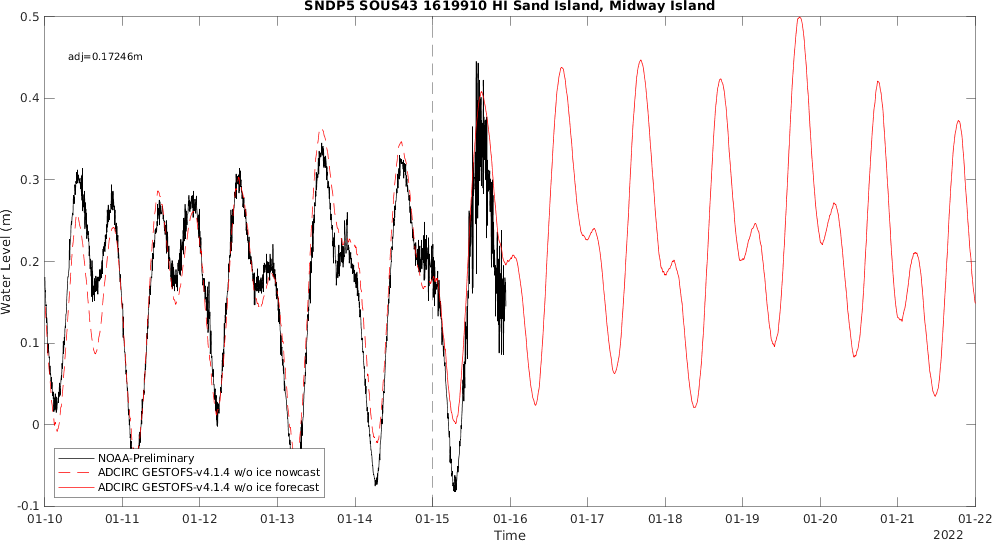 SNDP5 SOUS43 1619910 HI Sand Island, Midway Island
0.5
adj=0.17246m
0.4
0.3
0.2
0.1
0
-0.1
Water Level (m)
NOAA-Preliminary
ADCIRC GESTOFS-v4.1.4 w/o ice nowcast
ADCIRC GESTOFS-v4.1.4 w/o ice forecast
01-10 01-11 01-12 01-13 01-14 01-15 01-16 01-17 01-18 01-19 01-20 01-21 01-22
Time
2022